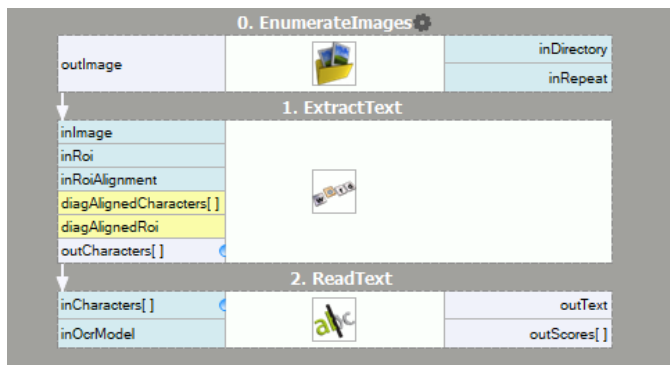 0. EnumerateImages
outImage
inDirectory
inRepeat
1. ExtractText
inImage
inRoi
inRoiAlignment
diagAlignedCharacters[ ]
diagAlignedRoi
outCharacters[ ]
2. ReadText
inCharacters[ ]
abc
outText
inOcrModel
outScores[ ]